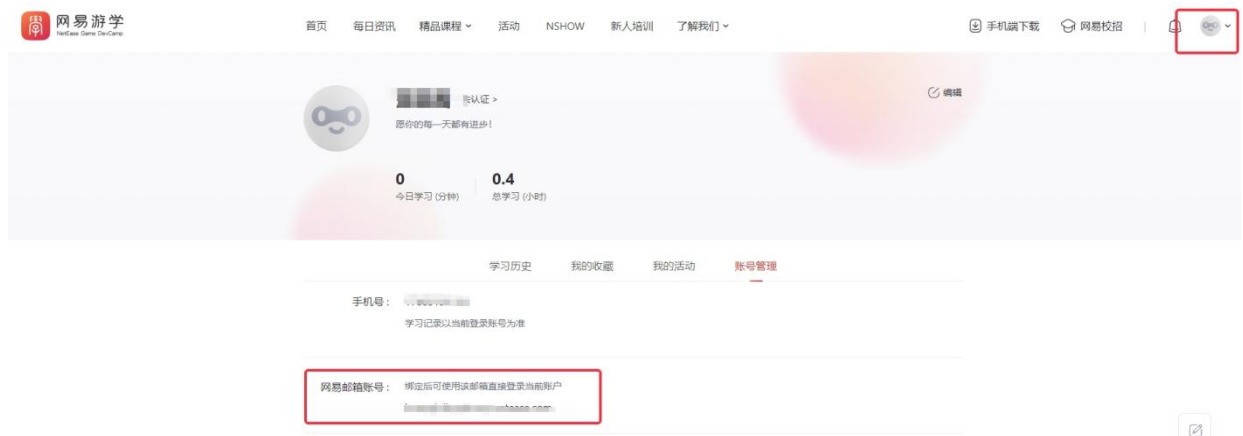 网易游学
NetEase Game DevCamp
首页 每日资讯 精品课程 活动 NSHOW 新人培训 了解我们
手机端下载 网易校招
认证 >
编辑
愿你的每一天都有进步!
0 0.4
今日学习 (分钟) 总学习 (小时)
学习历史 我的收藏 我的活动 账号管理
手机号：
学习记录以当前登录账号为准
网易邮箱账号： 绑定后可使用该邮箱直接登录当前账户